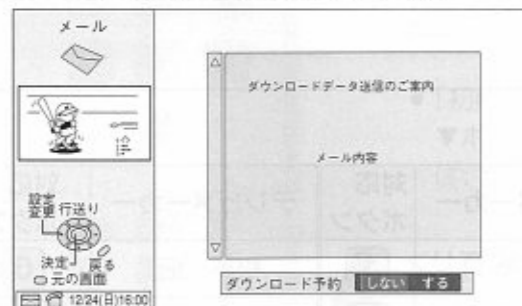 メール
設定
変更 行送り
決定 戻る
元の画面
12/24(日)16:00
ダウンロードデータ送信のご案内
メール内容
ダウンロード予約 しない する